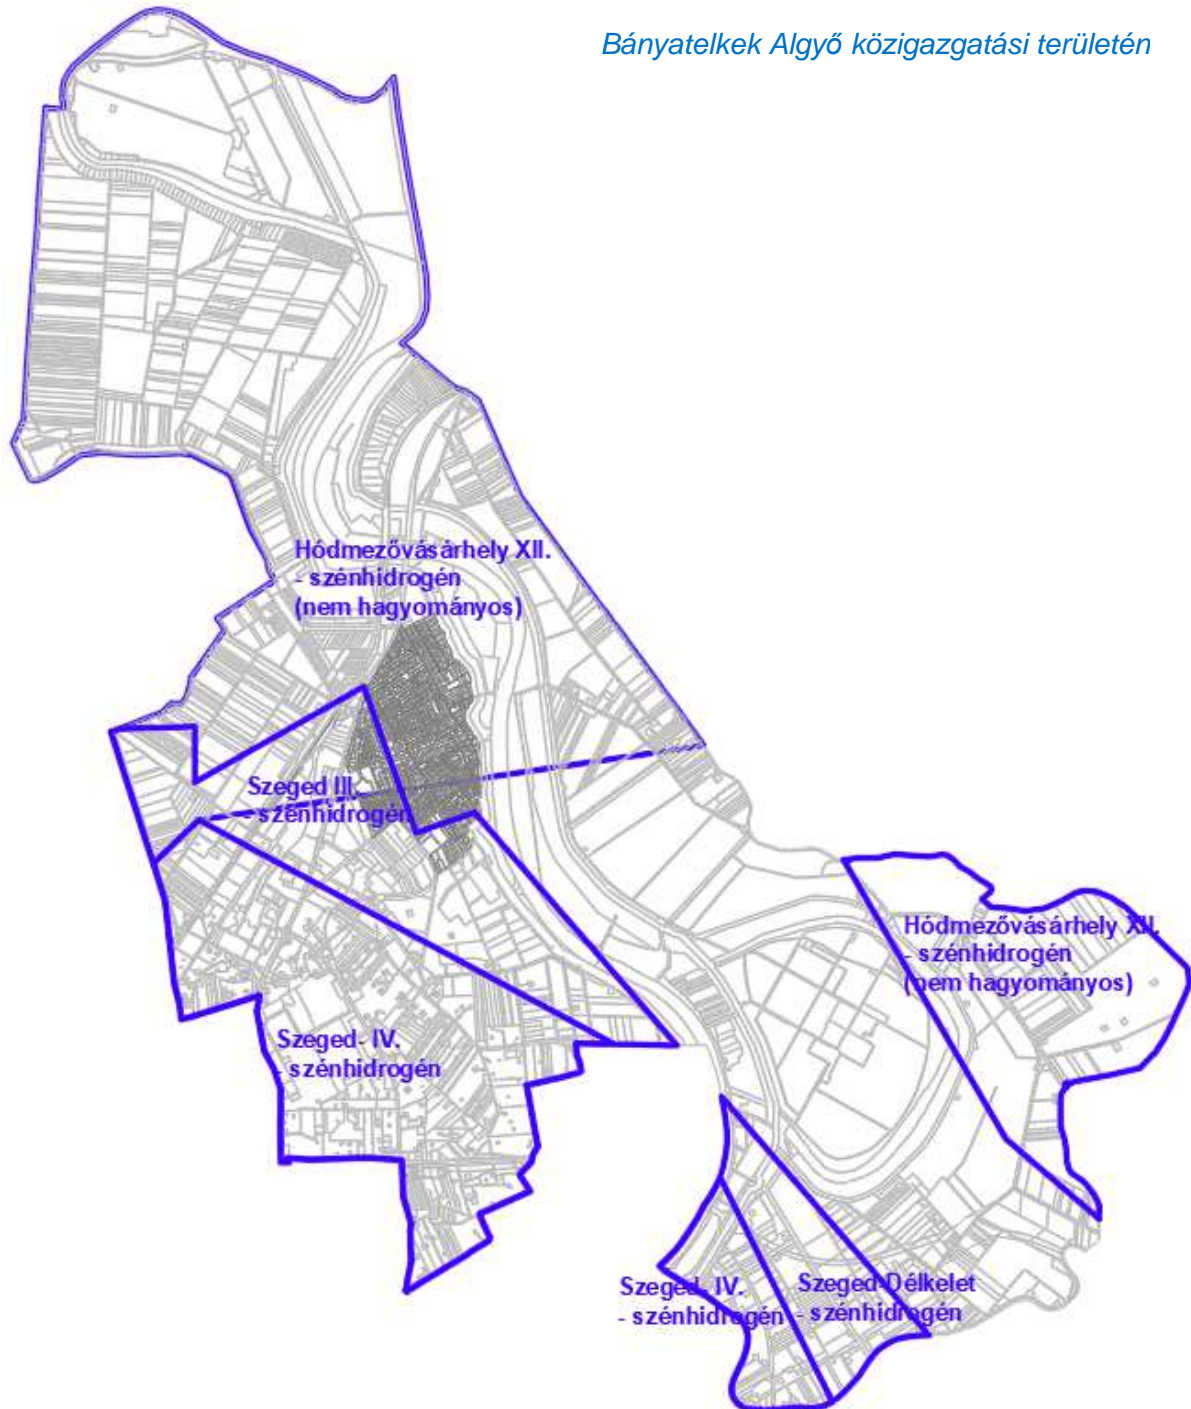 Bányatelkek Algyő közigazgatási területén
Hódmezővásárhely XII.
- szénhidrogén
(nem hagyományos)
Szeged III.
- szénhidrogén
Hódmezővásárhely XII.
- szénhidrogén
(nem hagyományos)
Szeged- IV.
- szénhidrogén
Szeged- IV.
- szénhidrogén
Szeged-Délkelet
- szénhidrogén